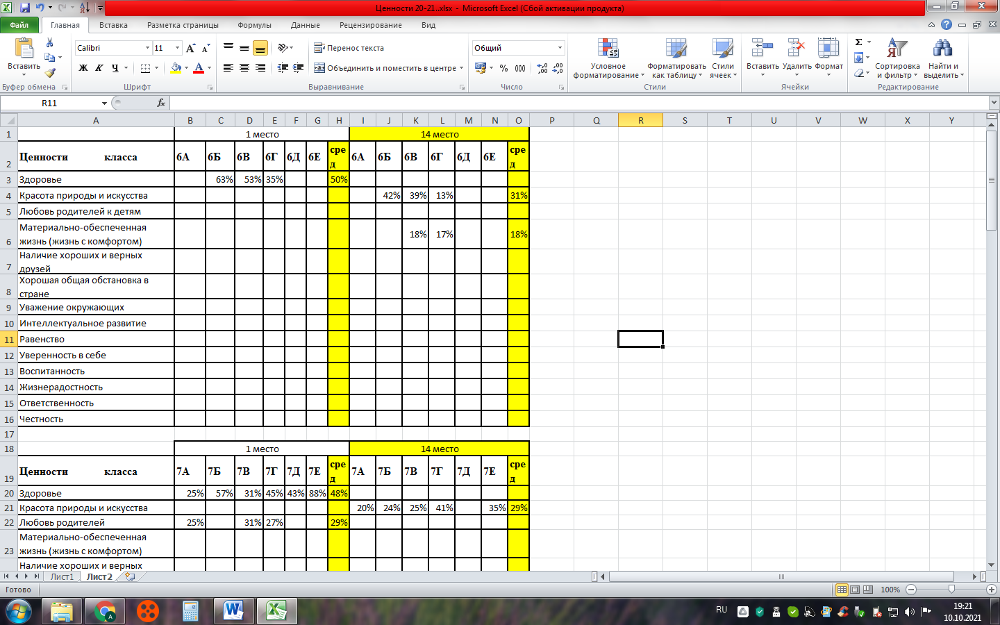 Ценности 20-21..xlsx - Microsoft Excel (Сбой активации продукта)
Файл Главная Вставка Разметка страницы Формулы Данные Рецензирование Вид
Calibri 11 Перенос текста Общий
Вставить
Ж К Ч Объединить и поместить в центре % 000
Условное форматирование
Форматировать как таблицу
Стили ячеек
Вставить Удалить Формат
Сортировка и фильтр
Найти и выделить
Буфер обмена Шрифт Выравнивание Число Стили Ячейки Редактирование
R11 fx
A B C D E F G H I J K L M N O P Q R S T U V W X Y
1 1 место 14 место
2 Ценности класса 6А 6Б 6В 6Г 6Д 6Е сред 6А 6Б 6В 6Г 6Д 6Е сред
3 Здоровье 63% 53% 35% 50%
4 Красота природы и искусства 42% 39% 13% 31%
5 Любовь родителей к детям
Материально-обеспеченная
6 жизнь (жизнь с комфортом) 18% 17% 18%
Наличие хороших и верных
7 друзей
Хорошая общая обстановка в
8 стране
9 Уважение окружающих
10 Интеллектуальное развитие
11 Равенство
12 Уверенность в себе
13 Воспитанность
14 Жизнерадостность
15 Ответственность
16 Честность
17
18 1 место 14 место
19 Ценности класса 7А 7Б 7В 7Г 7Д 7Е сред 7А 7Б 7В 7Г 7Д 7Е сред
20 Здоровье 25% 57% 31% 45% 43% 88% 48%
21 Красота природы и искусства 20% 24% 25% 41% 35% 29%
22 Любовь родителей 25% 31% 27% 29%
Материально-обеспеченная
23 жизнь (жизнь с комфортом)
Наличие хороших и верных
Лист1 Лист2
Готово 100%
RU 19:21
10.10.2021